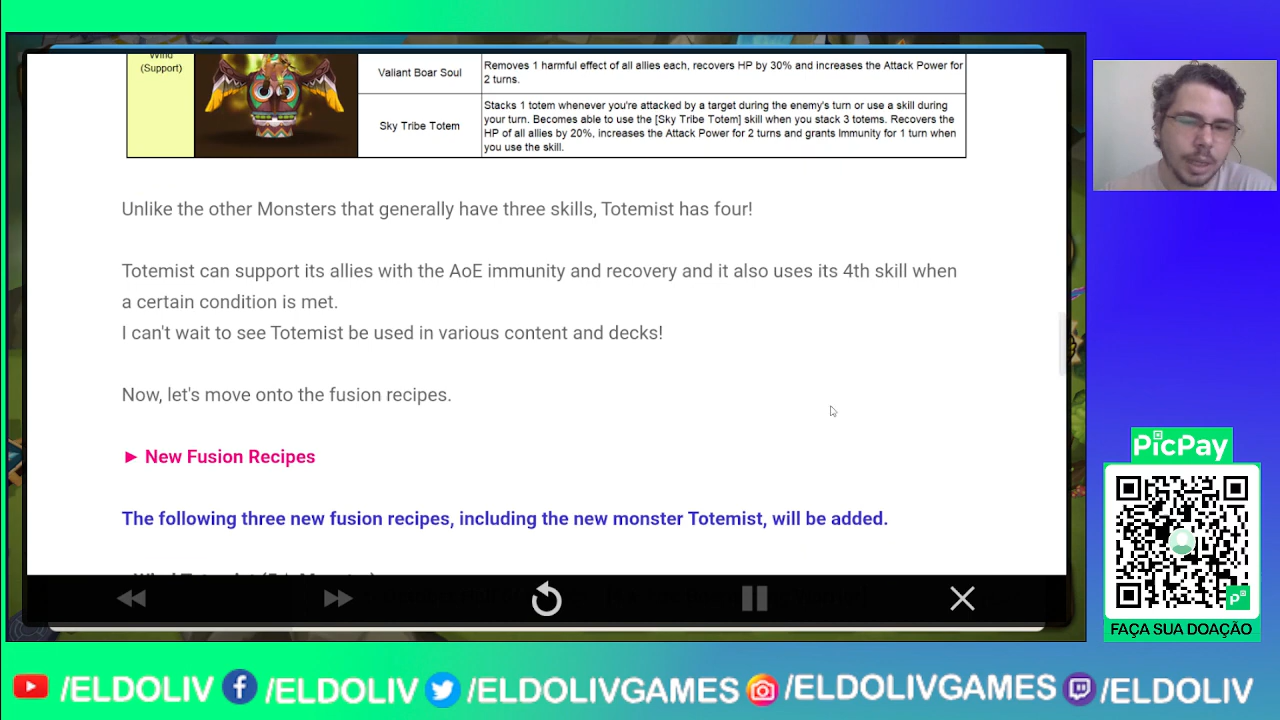 Wind
(Support)
Valiant Boar Soul
Removes 1 harmful effect of all allies each, recovers HP by 30% and increases the Attack Power for
2 turns.
Sky Tribe Totem
Stacks 1 totem whenever you're attacked by a target during the enemy's turn or use a skill during
your turn. Becomes able to use the [Sky Tribe Totem] skill when you stack 3 totems. Recovers the
HP of all allies by 20%, increases the Attack Power for 2 turns and grants Immunity for 1 turn when
you use the skill.
Unlike the other Monsters that generally have three skills, Totemist has four!
Totemist can support its allies with the AoE immunity and recovery and it also uses its 4th skill when
a certain condition is met.
I can't wait to see Totemist be used in various content and decks!
Now, let's move onto the fusion recipes.
► New Fusion Recipes
The following three new fusion recipes, including the new monster Totemist, will be added.
PicPay
FAÇA SUA DOAÇÃO
/ELDOLIV
/ELDOLIV
/ELDOLIVGAMES
/ELDOLIVGAMES
/ELDOLIV